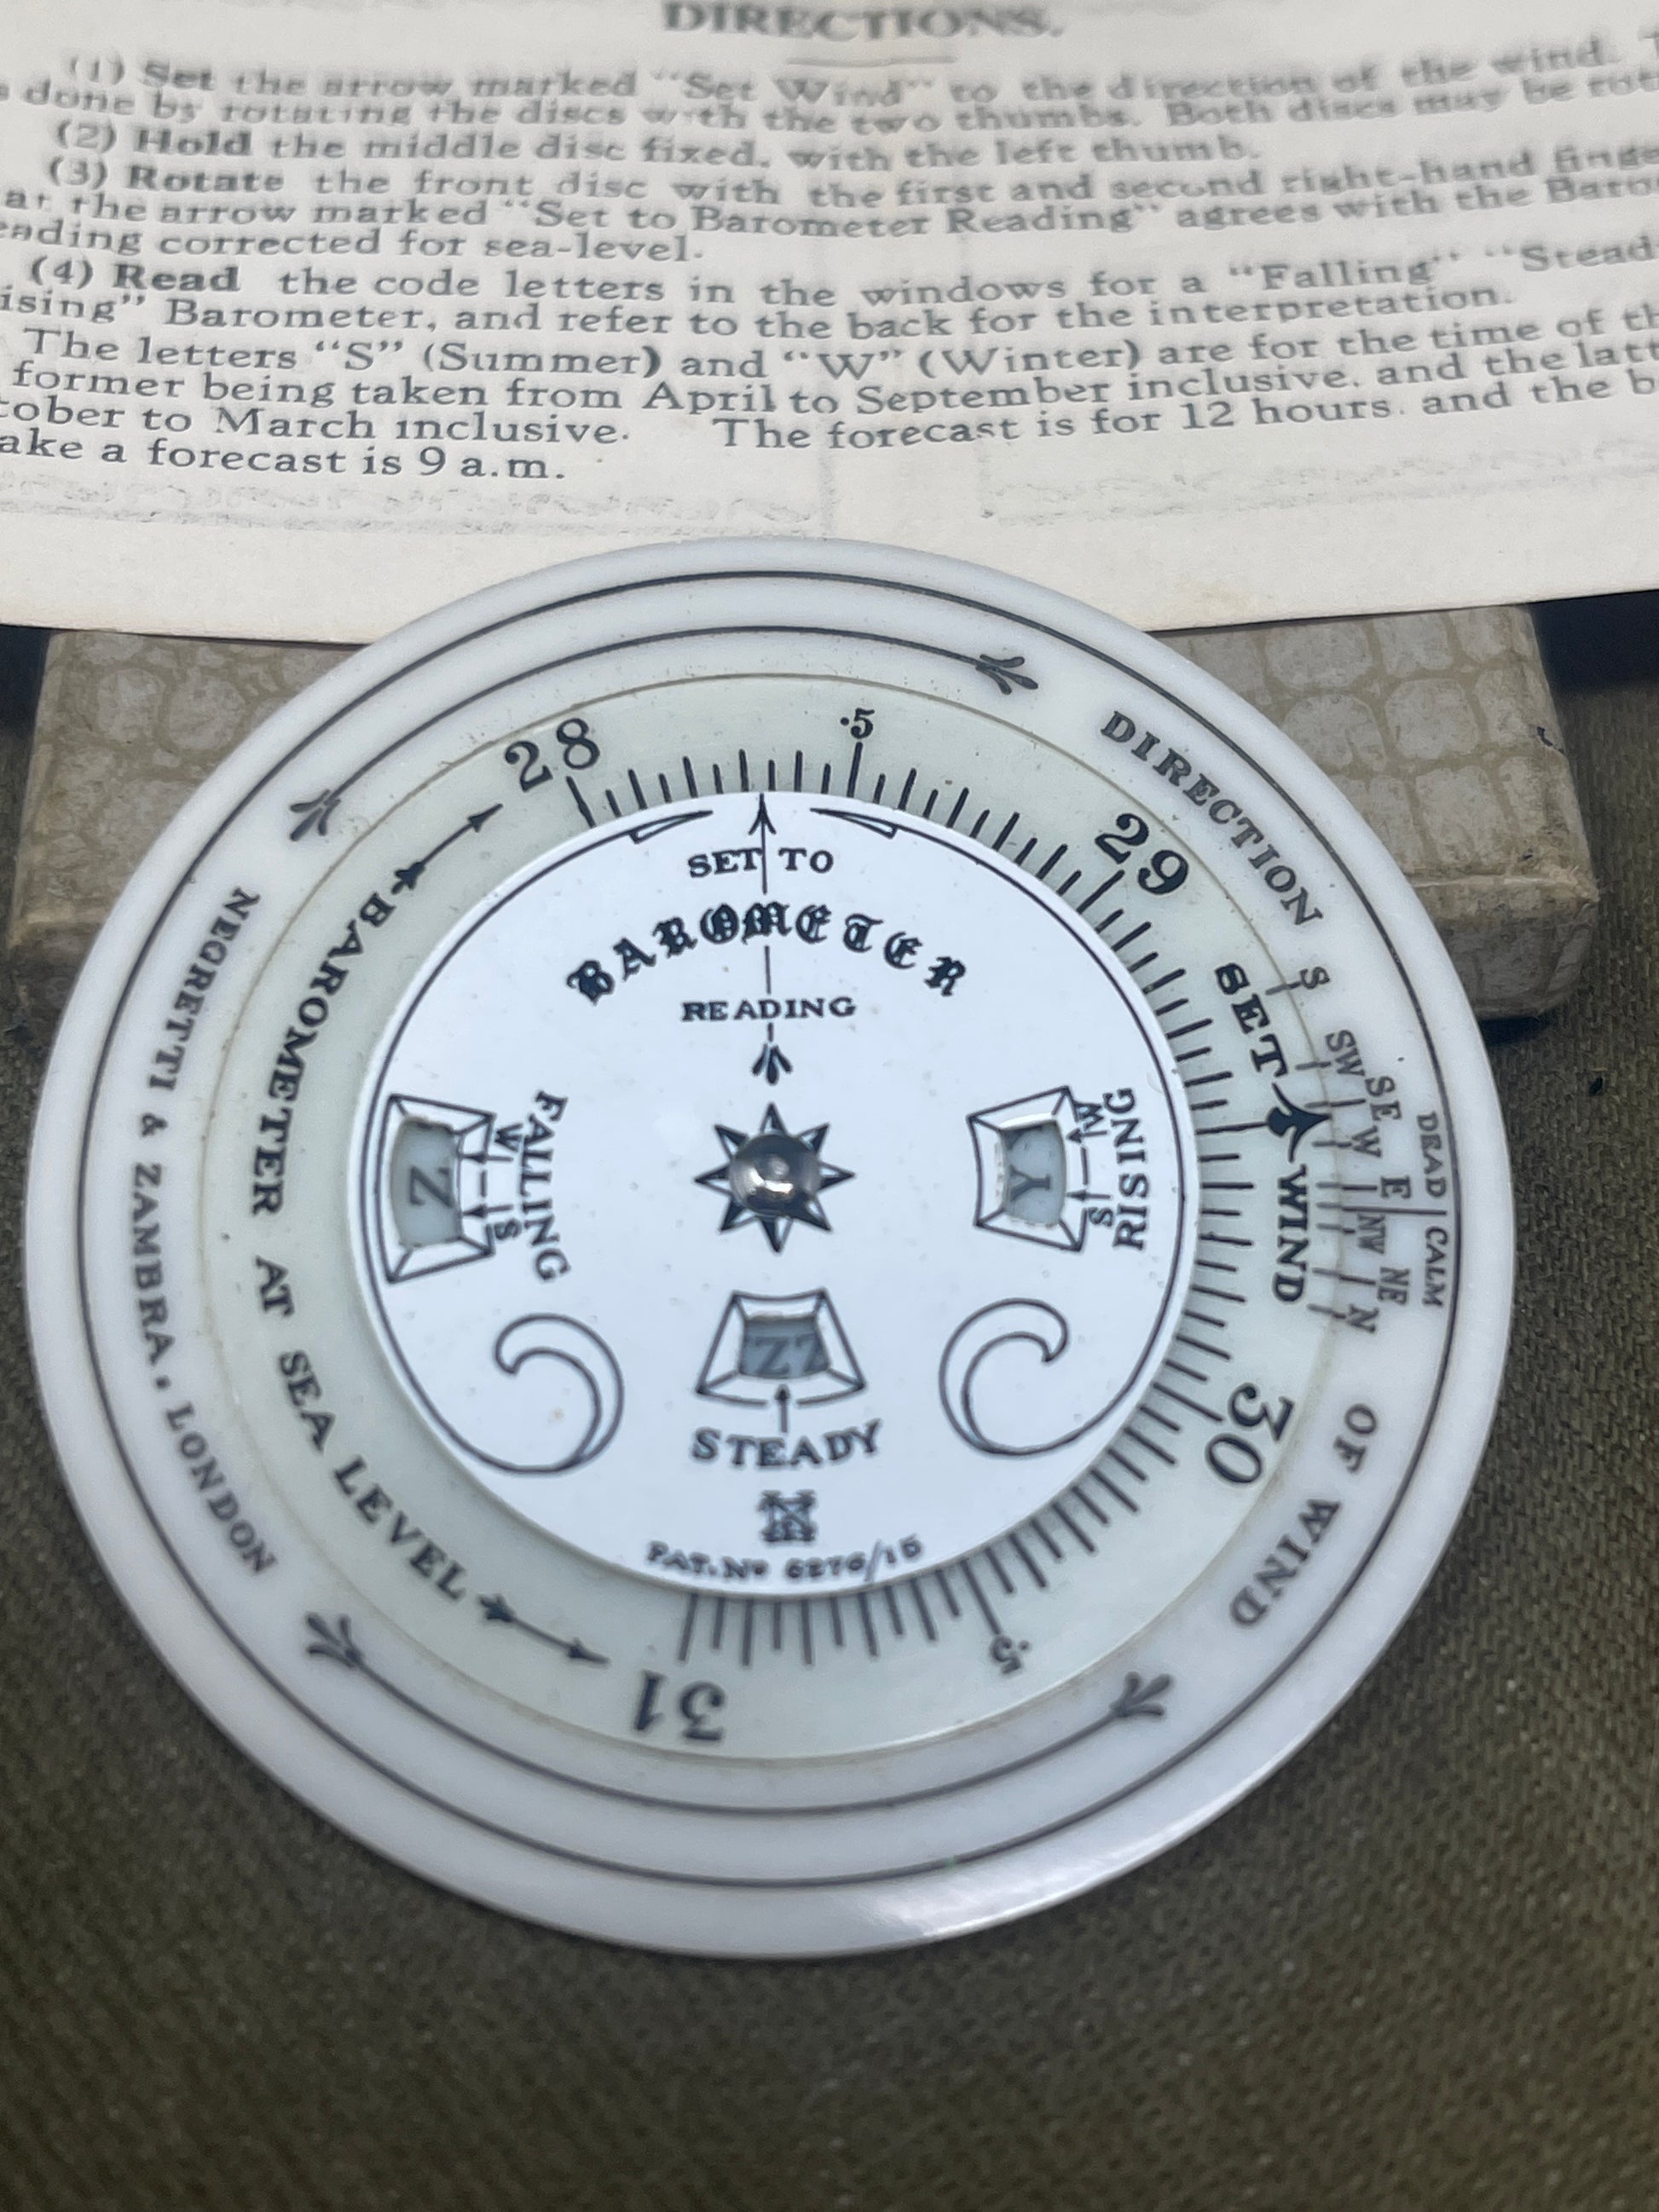 DIRECTIONS.
(1) Set the arrow marked "Set Wind" to the direction of the wind.
done by rotating the discs with the two thumbs. Both discs may be
(2) Hold the middle disc fixed, with the left thumb.
(3) Rotate the front disc with the first and second right-hand
the arrow marked "Set to Barometer Reading" agrees with the
corrected for sea-level.
(4) Read the code letters in the windows for a "Falling"
ising" Barometer, and refer to the back for the interpretation.
The letters "S" (Summer) and "W" (Winter) are for the time of
former being taken from April to September inclusive, and the
tober to March inclusive. The forecast is for 12 hours, and the
ake a forecast is 9 a.m.
DIRECTION OF WIND
S SW W NW N
SE E NE
DEAD CALM
NEGRETTI & ZAMBRA. LONDON
BAROMETER AT SEA LEVEL
28 .5 29 30 .5 31
SET WIND
SET TO
BAROMETER
READING
FALLING
W S
Z
RISING
W S
Y
ZZ
STEADY
NZ
PAT. No 6276/15